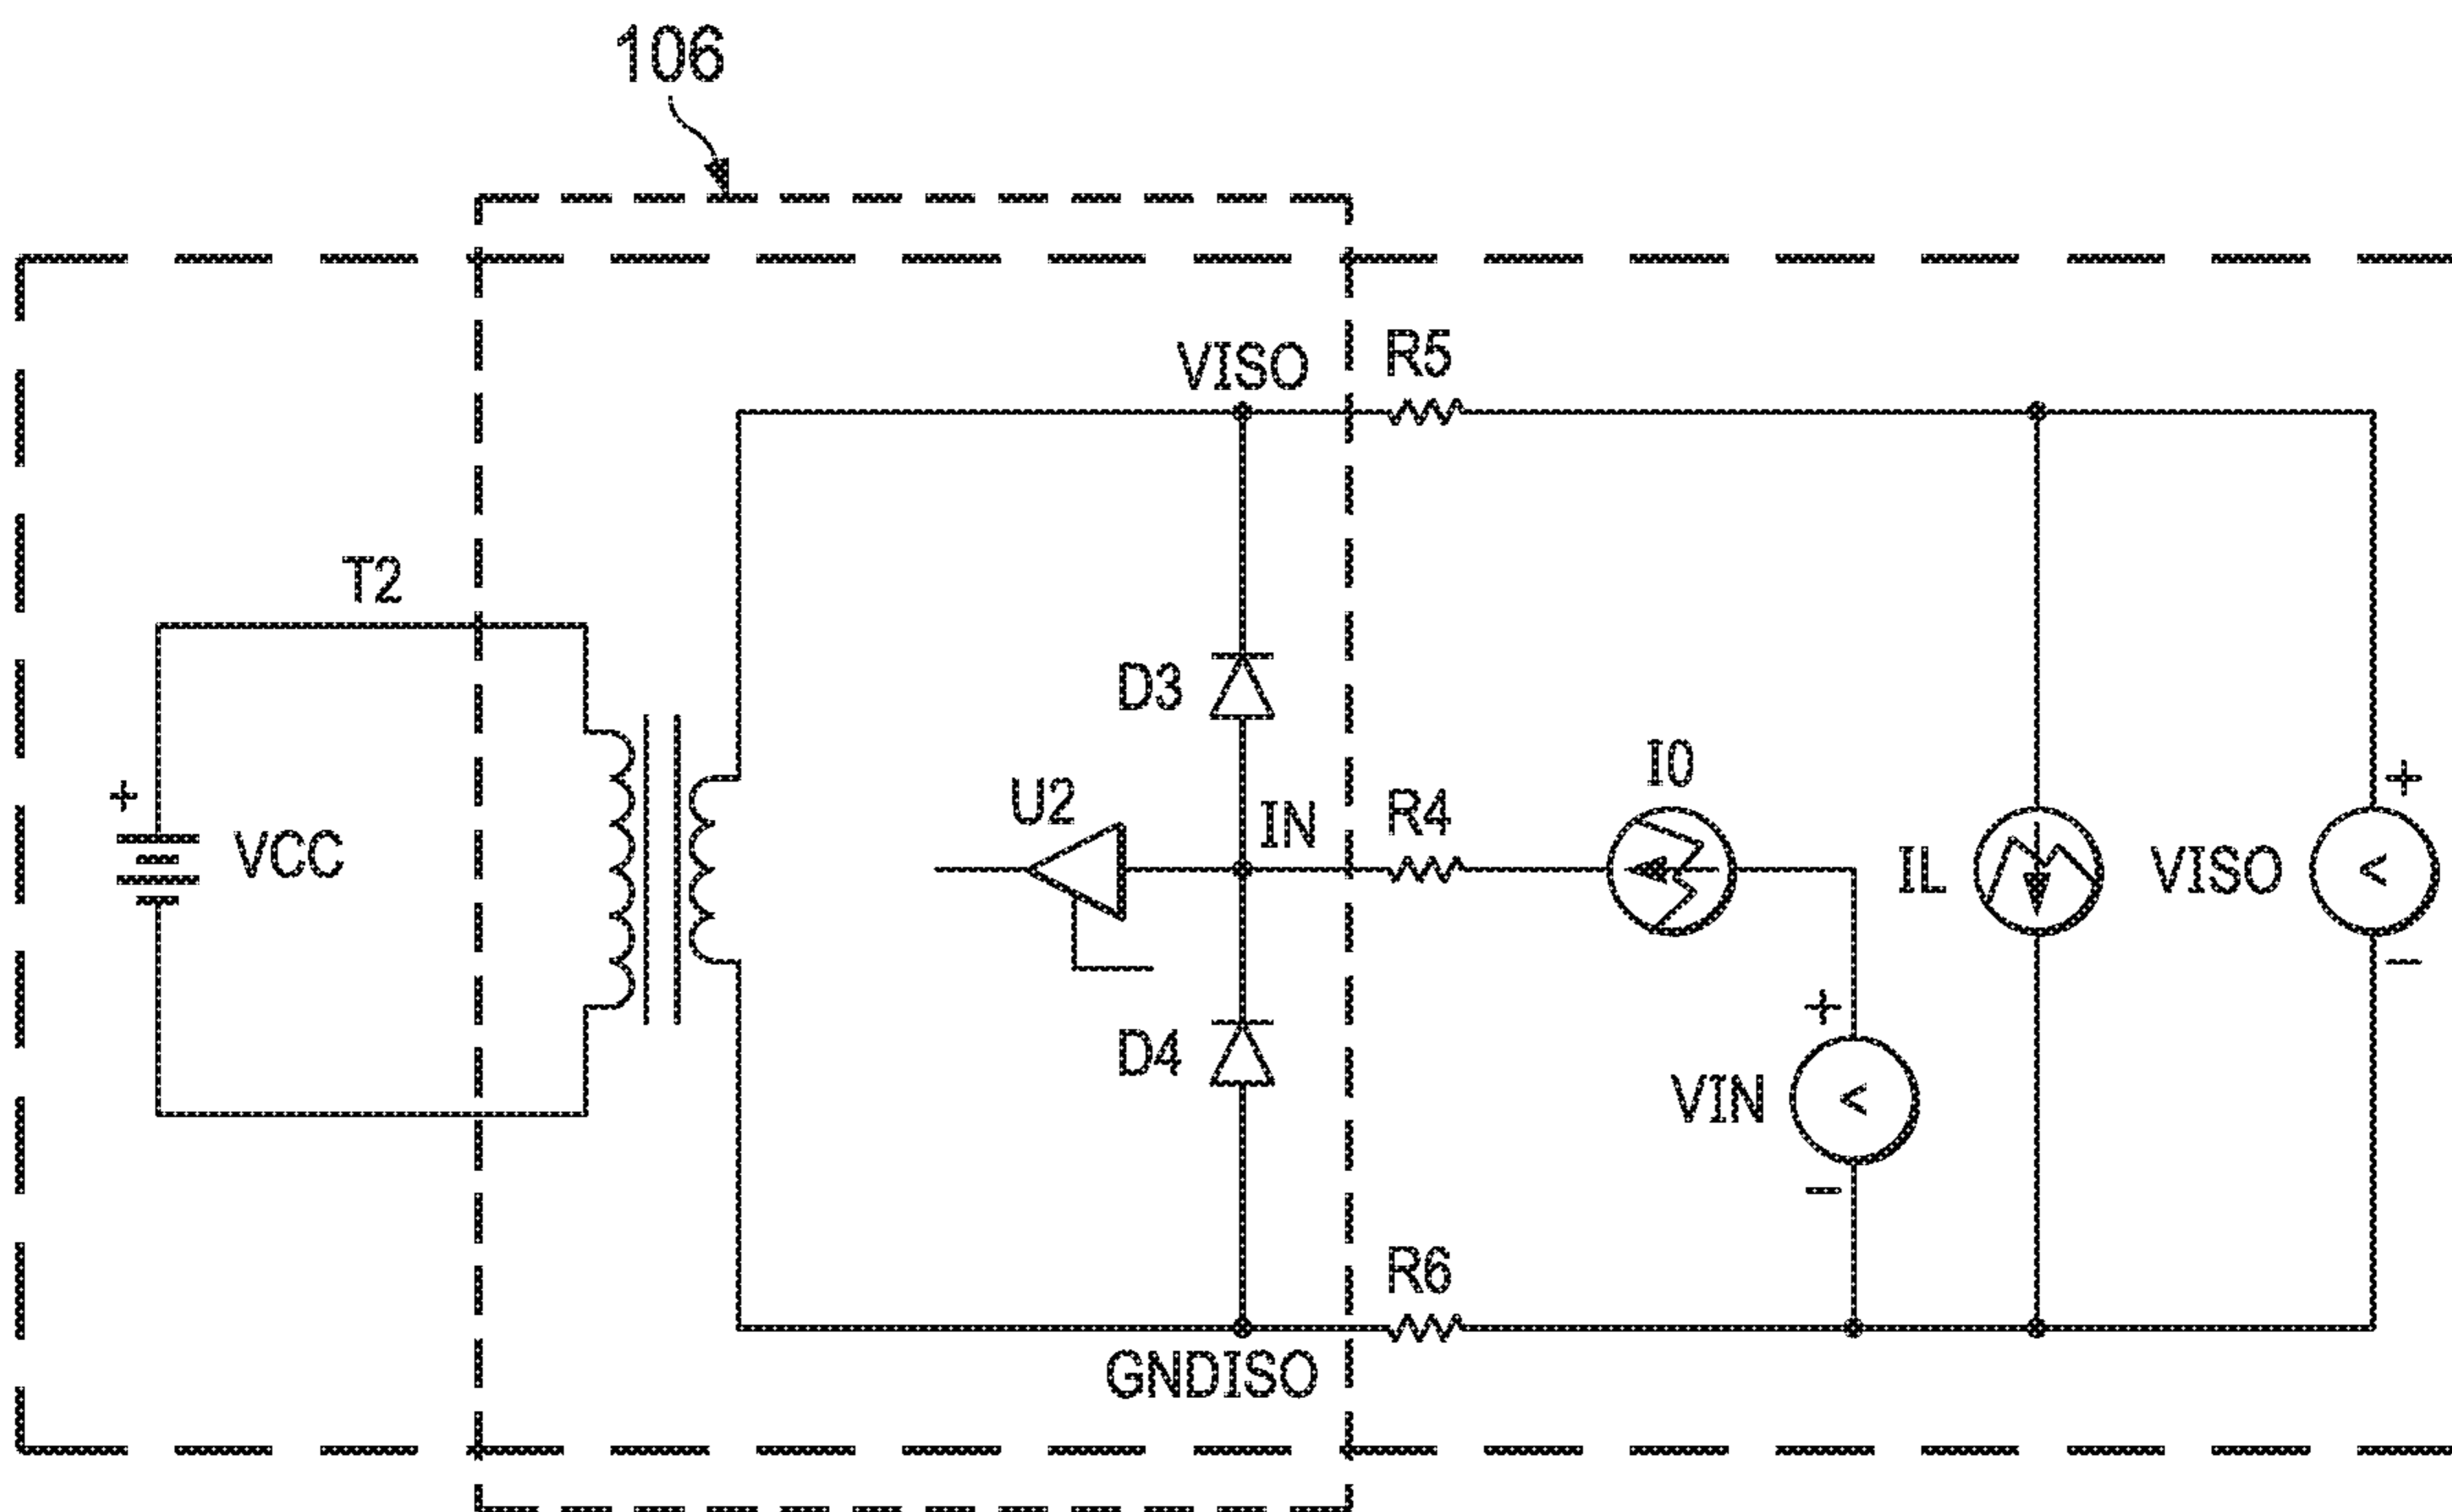 106
VISO
R5
T2
D3
I0
U2
IN
R4
+
+
VCC
IL
VISO
<
−
+
D4
VIN
<
−
R6
GNDISO